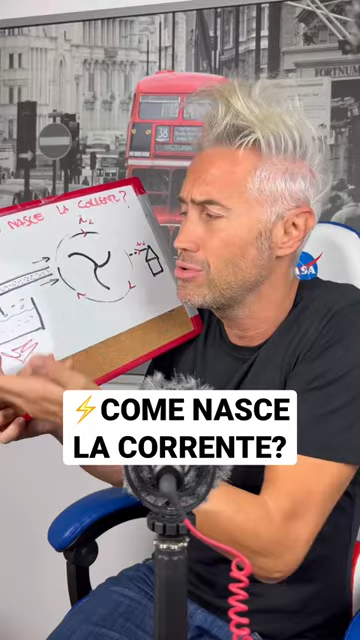 FORTNUM
38
NASCE LA CORRENTE?
NASA
⚡COME NASCE
LA CORRENTE?